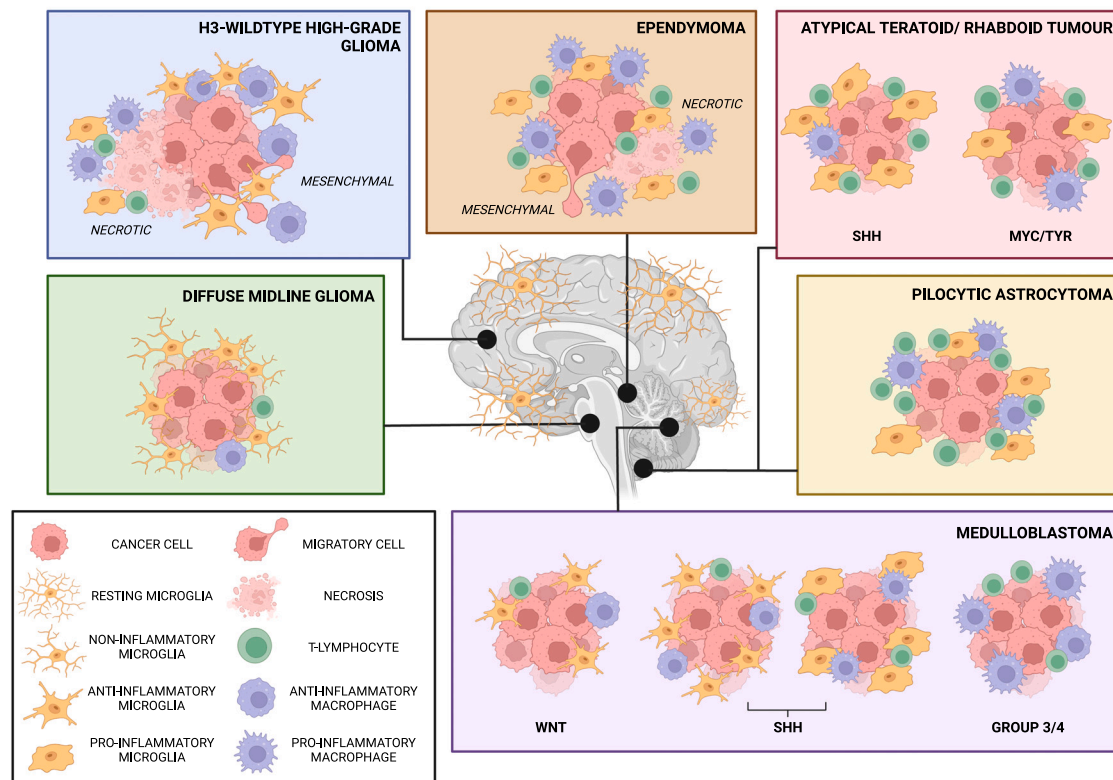 H3-WILDTYPE HIGH-GRADE
GLIOMA
MESENCHYMAL
NECROTIC
EPENDYMOMA
NECROTIC
MESENCHYMAL
ATYPICAL TERATOID/ RHABDOID TUMOUR
SHH
MYC/TYR
DIFFUSE MIDLINE GLIOMA
PILOCYTIC ASTROCYTOMA
CANCER CELL
MIGRATORY CELL
RESTING MICROGLIA
NECROSIS
NON-INFLAMMATORY
MICROGLIA
T-LYMPHOCYTE
ANTI-INFLAMMATORY
MICROGLIA
ANTI-INFLAMMATORY
MACROPHAGE
PRO-INFLAMMATORY
MICROGLIA
PRO-INFLAMMATORY
MACROPHAGE
MEDULLOBLASTOMA
WNT
SHH
GROUP 3/4